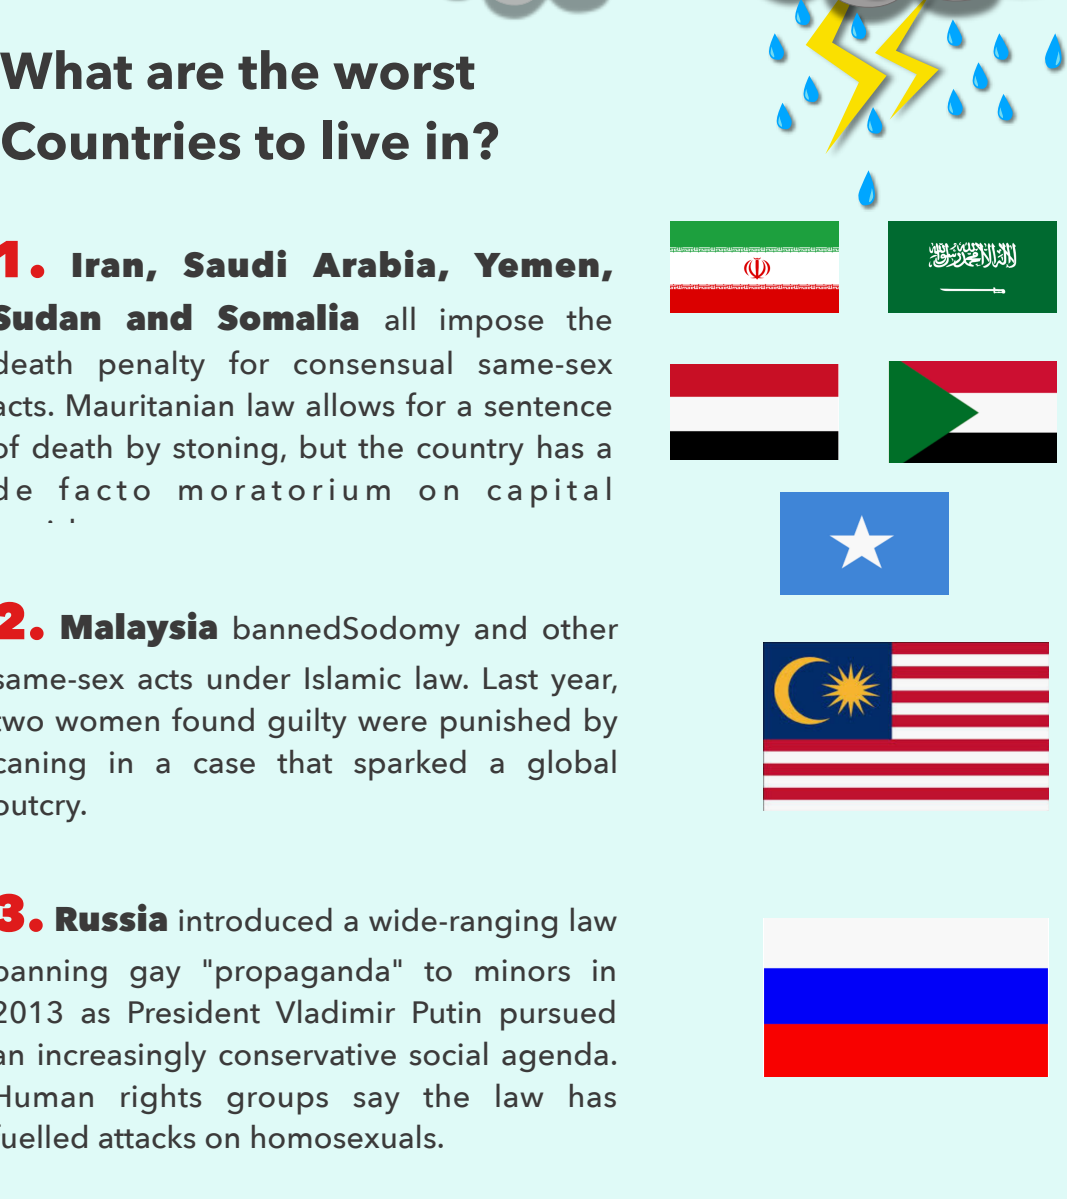 What are the worst
Countries to live in?
1. Iran, Saudi Arabia, Yemen,
Sudan and Somalia all impose the
death penalty for consensual same-sex
acts. Mauritanian law allows for a sentence
of death by stoning, but the country has a
de facto moratorium on capital
2. Malaysia bannedSodomy and other
same-sex acts under Islamic law. Last year,
two women found guilty were punished by
caning in a case that sparked a global
outcry.
3. Russia introduced a wide-ranging law
banning gay "propaganda" to minors in
2013 as President Vladimir Putin pursued
an increasingly conservative social agenda.
Human rights groups say the law has
fuelled attacks on homosexuals.